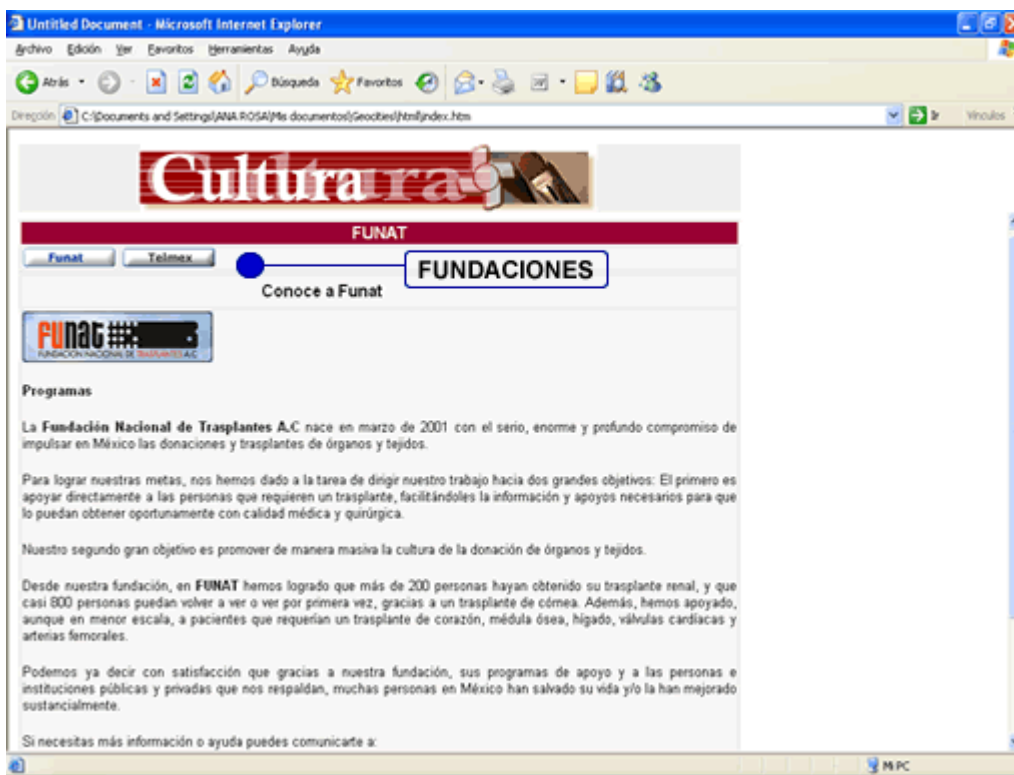 Untitled Document - Microsoft Internet Explorer
Archivo Edición Ver Favoritos Herramientas Ayuda
Atrás Búsqueda Favoritos
Dirección C:\Documents and Settings\ANA ROSA\Mis documentos\Geocities\html\index.htm Ir Vínculos
Cultura ra
FUNAT
Funat Telmex
FUNDACIONES
Conoce a Funat
FUNAT
FUNDACION NACIONAL DE TRASPLANTES A.C
Programas
La Fundación Nacional de Trasplantes A.C nace en marzo de 2001 con el serio, enorme y profundo compromiso de
impulsar en México las donaciones y trasplantes de órganos y tejidos.
Para lograr nuestras metas, nos hemos dado a la tarea de dirigir nuestro trabajo hacia dos grandes objetivos: El primero es
apoyar directamente a las personas que requieren un trasplante, facilitándoles la información y apoyos necesarios para que
lo puedan obtener oportunamente con calidad médica y quirúrgica.
Nuestro segundo gran objetivo es promover de manera masiva la cultura de la donación de órganos y tejidos.
Desde nuestra fundación, en FUNAT hemos logrado que más de 200 personas hayan obtenido su trasplante renal, y que
casi 800 personas puedan volver a ver o ver por primera vez, gracias a un trasplante de córnea. Además, hemos apoyado,
aunque en menor escala, a pacientes que requerían un trasplante de corazón, médula ósea, hígado, válvulas cardíacas y
arterias femorales.
Podemos ya decir con satisfacción que gracias a nuestra fundación, sus programas de apoyo y a las personas e
instituciones públicas y privadas que nos respaldan, muchas personas en México han salvado su vida y/o la han mejorado
sustancialmente.
Si necesitas más información o ayuda puedes comunicarte a:
Mi PC